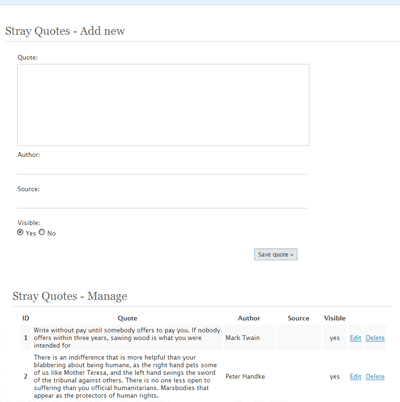 Stray Quotes - Add new
Quote:
Author:
Source:
Visible:
Yes No
Save quote »
Stray Quotes - Manage
ID Quote Author Source Visible
1 Write without pay until somebody offers to pay you. If nobody offers within three years, sawing wood is what you were intended for Mark Twain yes Edit Delete
2 There is an indifference that is more helpful than your blabbering about being humane, as the right hand pets some of us like Mother Teresa, and the left hand swings the sword of the tribunal against others. There is no one less open to suffering than you official humanitarians. Marsbodies that appear as the protectors of human rights. Peter Handke yes Edit Delete